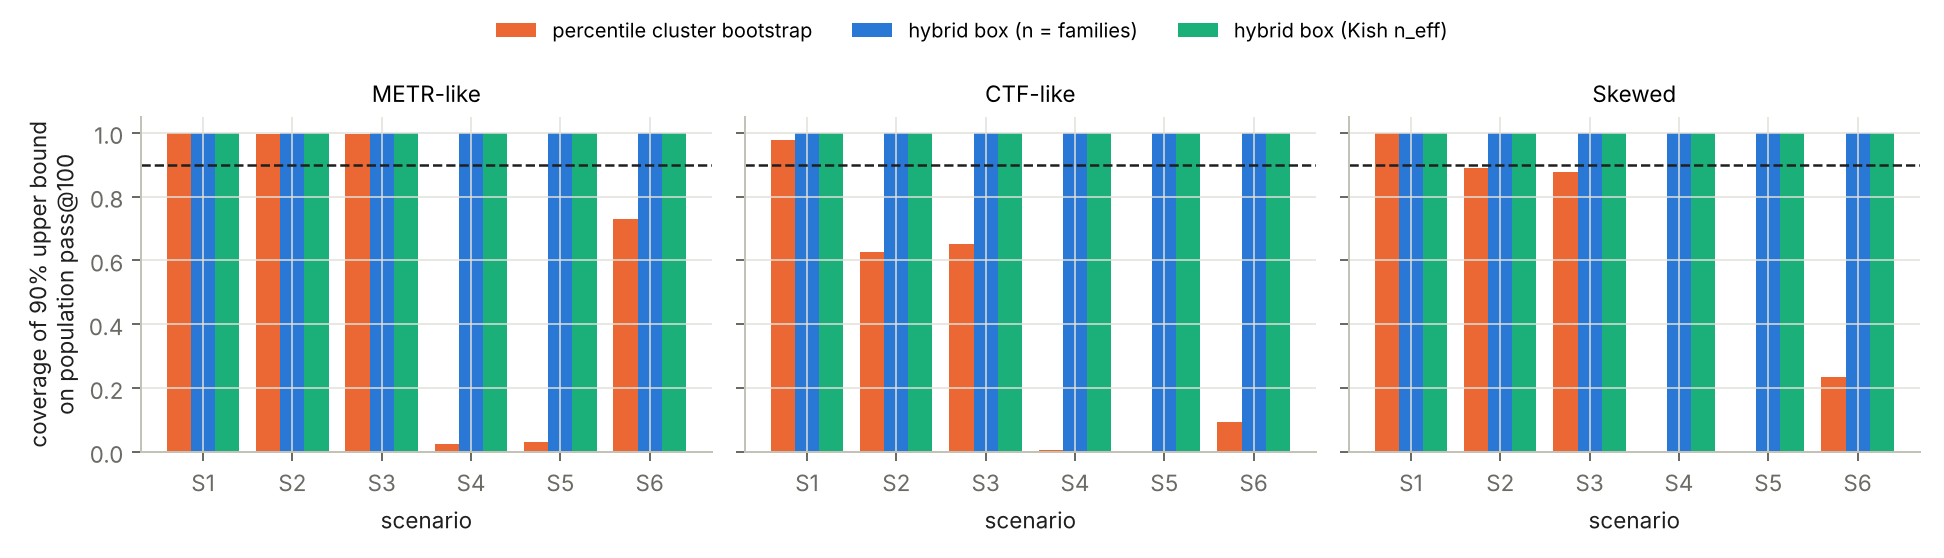 percentile cluster bootstrap hybrid box (n = families) hybrid box (Kish n_eff)
METR-like CTF-like Skewed
coverage of 90% upper bound
on population pass@100
1.0
0.8
0.6
0.4
0.2
0.0
S1 S2 S3 S4 S5 S6 S1 S2 S3 S4 S5 S6 S1 S2 S3 S4 S5 S6
scenario scenario scenario